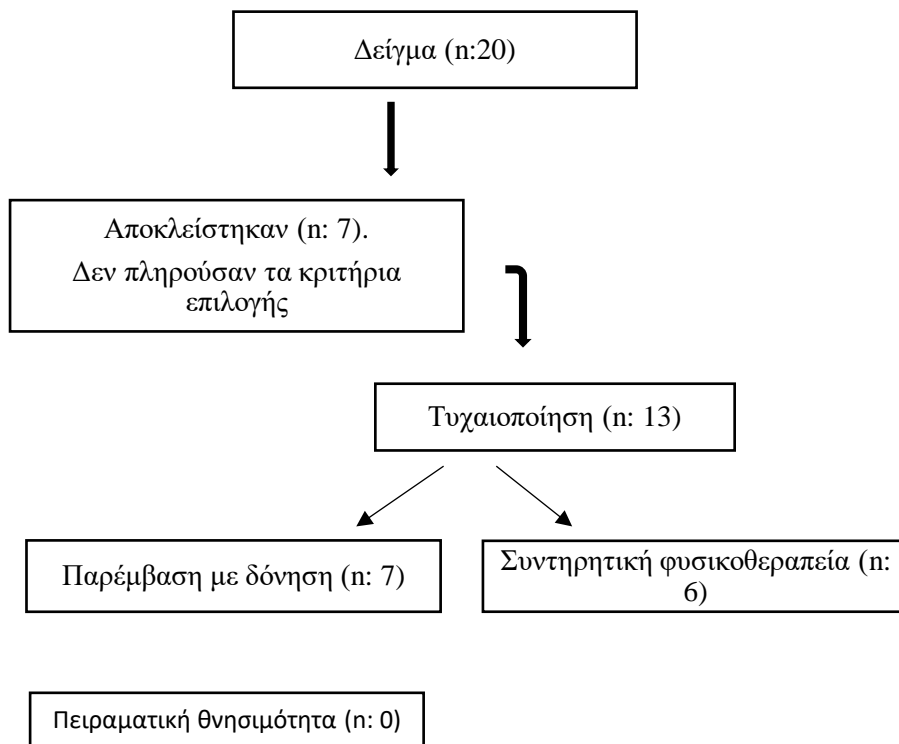 Δείγμα (n:20)
Αποκλείστηκαν (n: 7).
Δεν πληρούσαν τα κριτήρια
επιλογής
Τυχαιοποίηση (n: 13)
Παρέμβαση με δόνηση (n: 7)
Συντηρητική φυσικοθεραπεία (n:
6)
Πειραματική θνησιμότητα (n: 0)